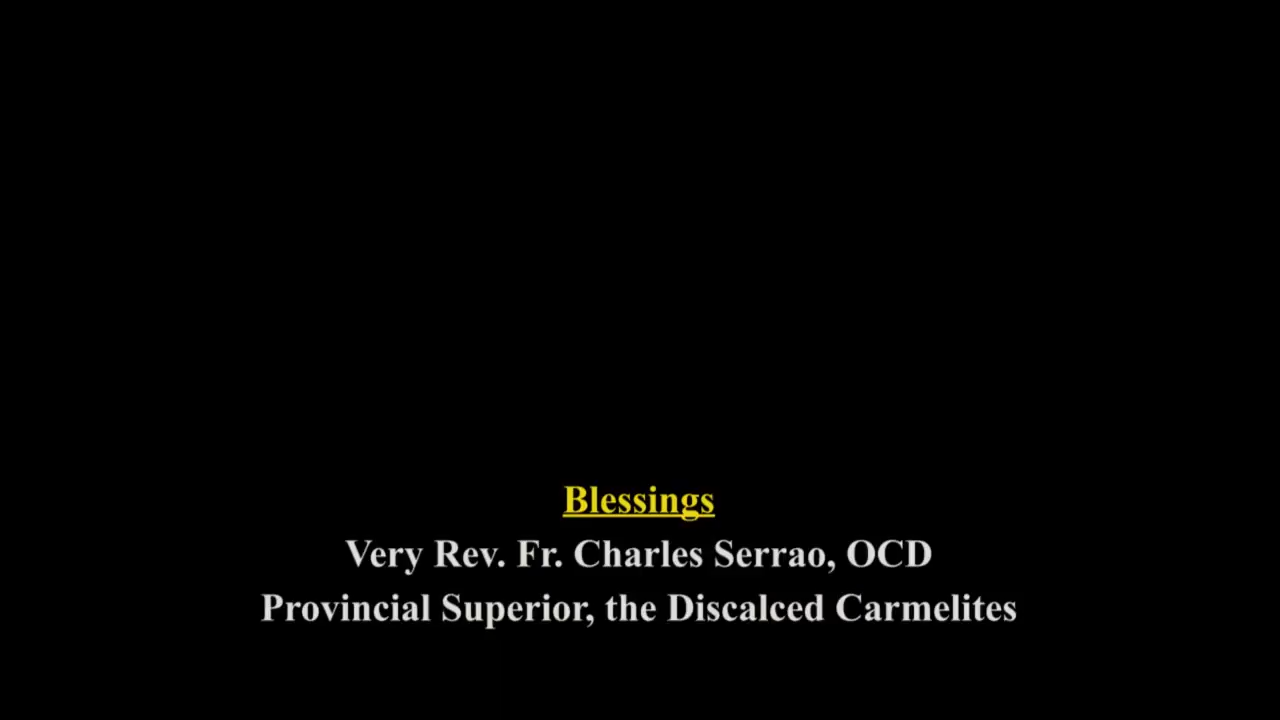 Blessings
Very Rev. Fr. Charles Serrao, OCD
Provincial Superior, the Discalced Carmelites